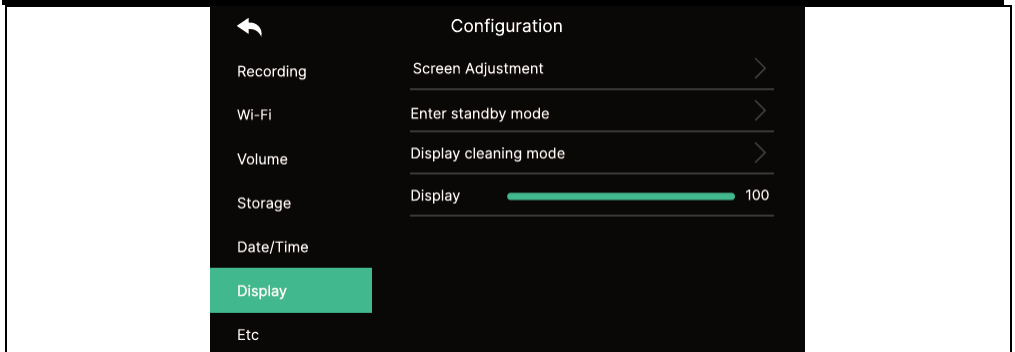 Configuration
Recording
Wi-Fi
Volume
Storage
Date/Time
Display
Etc
Screen Adjustment
Enter standby mode
Display cleaning mode
Display 100